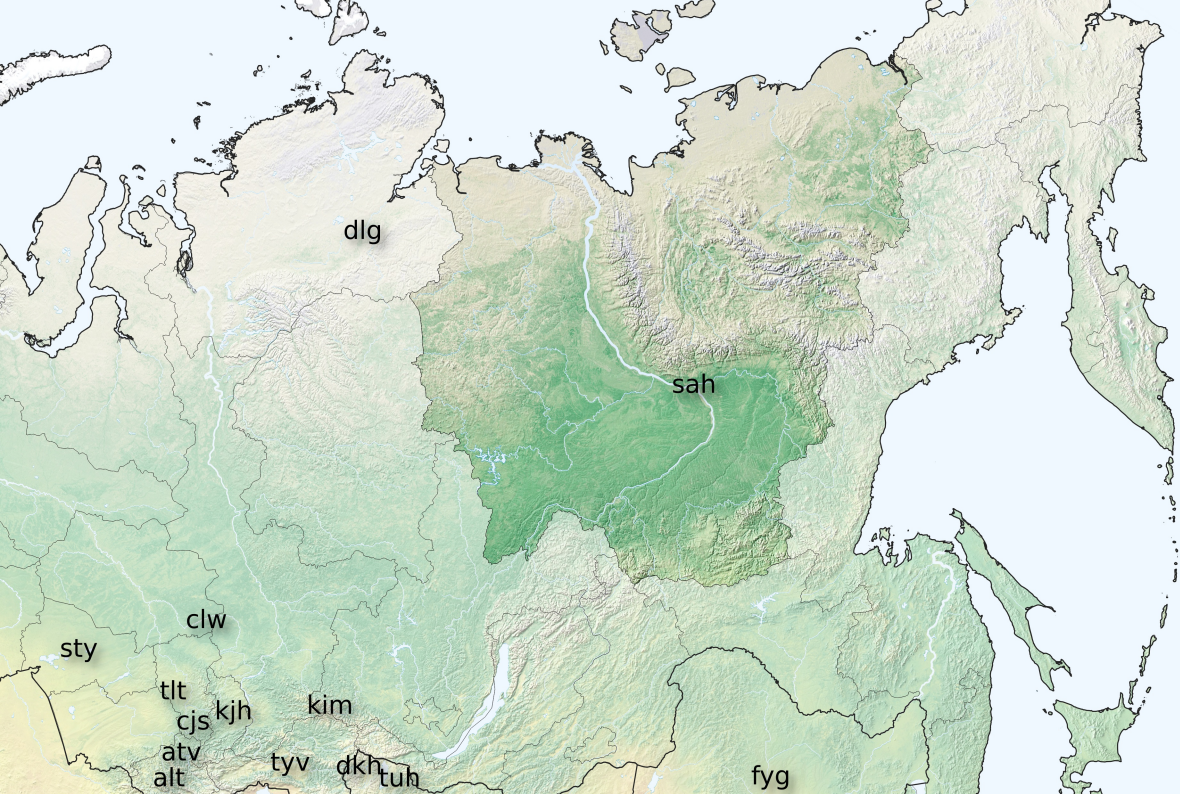 dlg
sah
clw
sty
tlt
kjh
kim
cjs
atv
tyv
dkh
tuh
alt
fyg